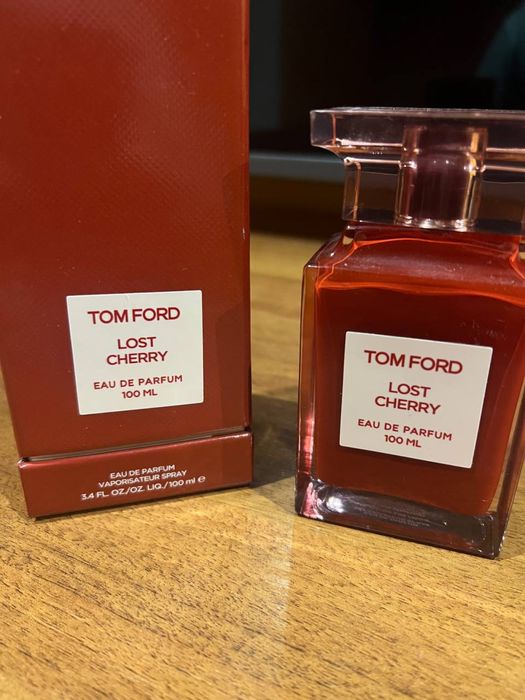 TOM FORD
LOST
CHERRY
EAU DE PARFUM
100 ML
EAU DE PARFUM
VAPORISATEUR SPRAY
3.4 FL. OZ./OZ. LIQ./100 ml e
TOM FORD
LOST
CHERRY
EAU DE PARFUM
100 ML